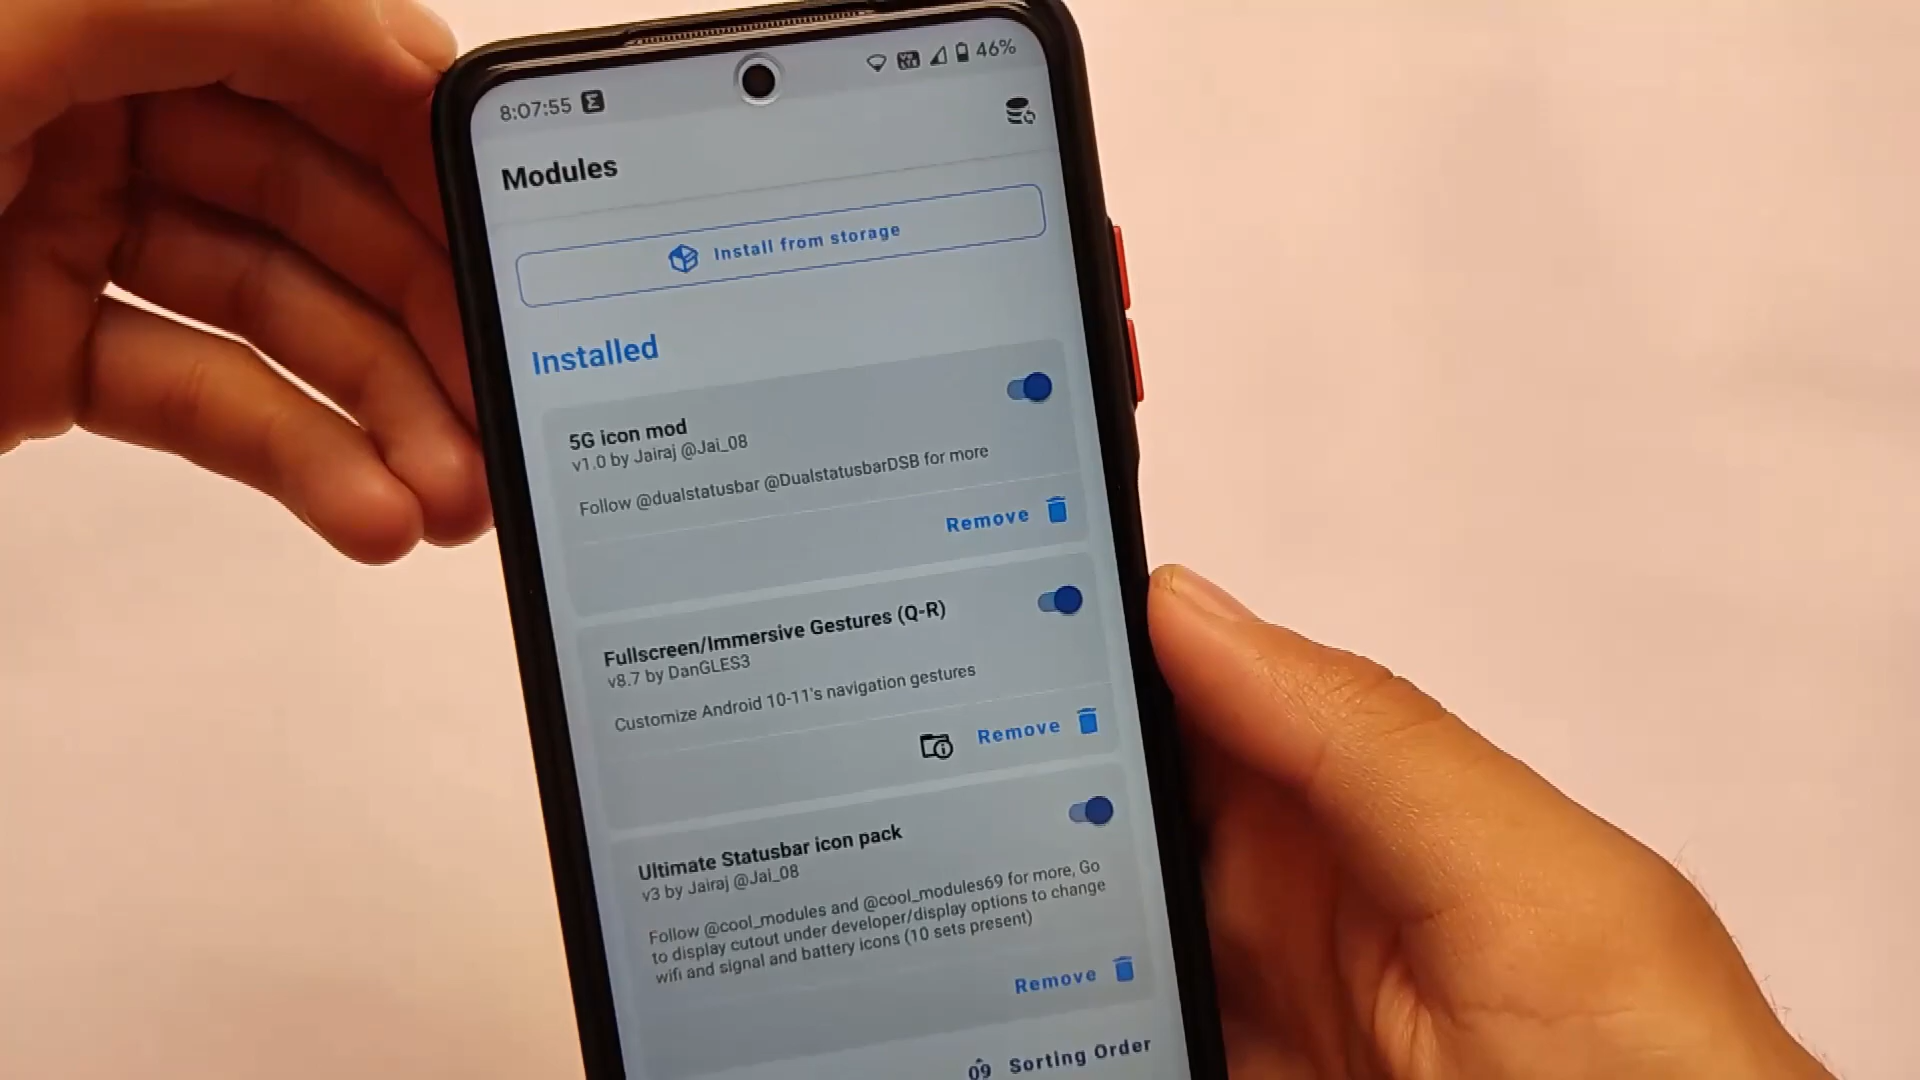 8:07:55
46%
Modules
Install from storage
Installed
5G icon mod
v1.0 by Jairaj @Jai_08
Follow @dualstatusbar @DualstatusbarDSB for more
Remove
Fullscreen/Immersive Gestures (Q-R)
v8.7 by DanGLES3
Customize Android 10-11's navigation gestures
Remove
Ultimate Statusbar icon pack
v3 by Jairaj @Jai_08
Follow @cool_modules and @cool_modules69 for more, Go
to display cutout under developer/display options to change
wifi and signal and battery icons (10 sets present)
Remove
Sorting Order